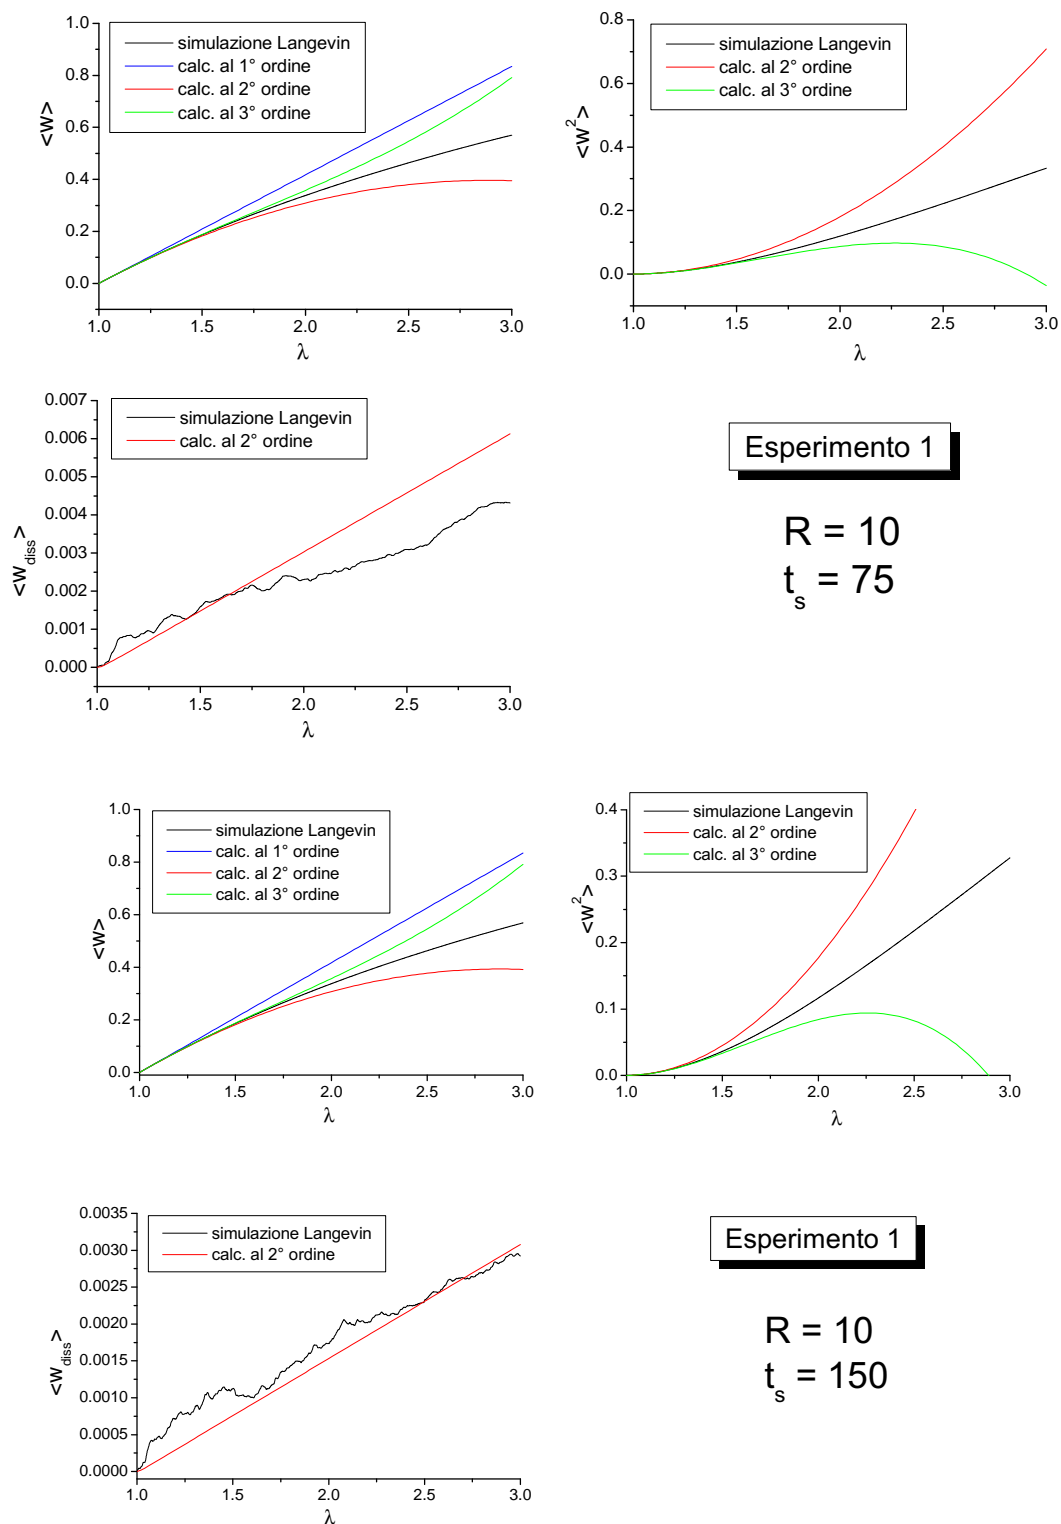 simulazione Langevin
calc. al 1° ordine
calc. al 2° ordine
calc. al 3° ordine
1.0
0.8
0.6
0.4
0.2
0.0
<w>
1.0 1.5 2.0 2.5 3.0
λ
simulazione Langevin
calc. al 2° ordine
calc. al 3° ordine
0.8
0.6
0.4
0.2
0.0
<w²>
1.0 1.5 2.0 2.5 3.0
λ
simulazione Langevin
calc. al 2° ordine
0.007
0.006
0.005
0.004
0.003
0.002
0.001
0.000
<w_diss>
1.0 1.5 2.0 2.5 3.0
λ
Esperimento 1
R = 10
t_s = 75
simulazione Langevin
calc. al 1° ordine
calc. al 2° ordine
calc. al 3° ordine
1.0
0.8
0.6
0.4
0.2
0.0
<w>
1.0 1.5 2.0 2.5 3.0
λ
simulazione Langevin
calc. al 2° ordine
calc. al 3° ordine
0.4
0.3
0.2
0.1
0.0
<w²>
1.0 1.5 2.0 2.5 3.0
λ
simulazione Langevin
calc. al 2° ordine
0.0035
0.0030
0.0025
0.0020
0.0015
0.0010
0.0005
0.0000
<w_diss>
1.0 1.5 2.0 2.5 3.0
λ
Esperimento 1
R = 10
t_s = 150